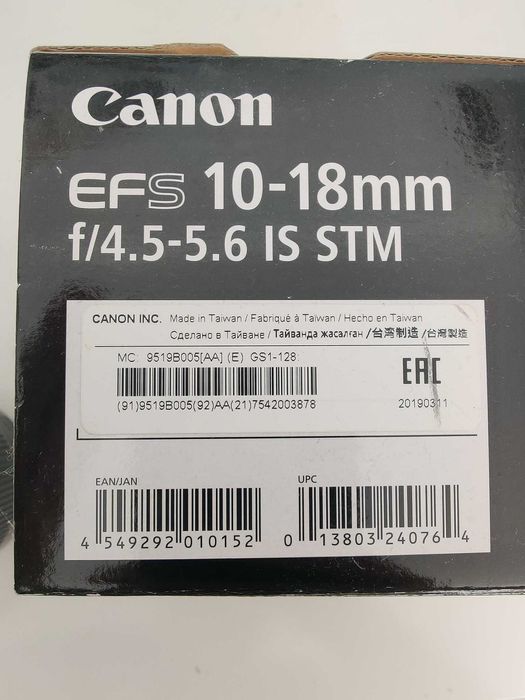 Canon
EFS 10-18mm
f/4.5-5.6 IS STM
CANON INC. Made in Taiwan / Fabriqué à Taiwan / Hecho en Taiwan
Сделано в Тайване / Тайванда жасалған /台湾制造 /台灣製造
MC: 9519B005[AA] (E) GS1-128:
EAC
(91)9519B005(92)AA(21)7542003878
20190311
EAN/JAN
UPC
4 549292 010152
0 13803 24076 4